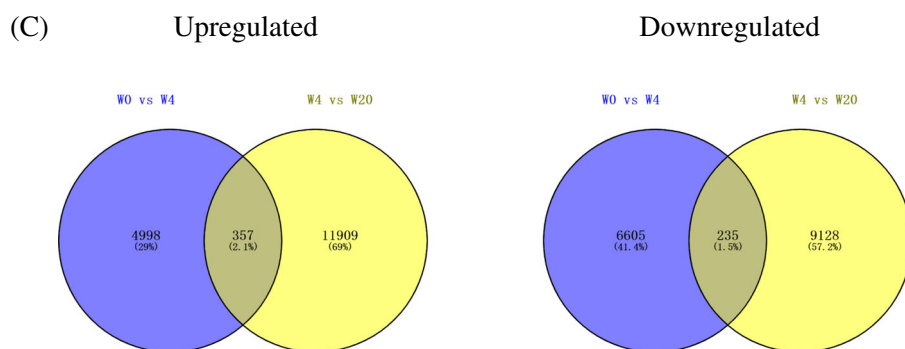 (C) Upregulated Downregulated
W0 vs W4 W4 vs W20 W0 vs W4 W4 vs W20
4998 357 11909 6605 235 9128
(29%) (2.1%) (69%) (41.4%) (1.5%) (57.2%)